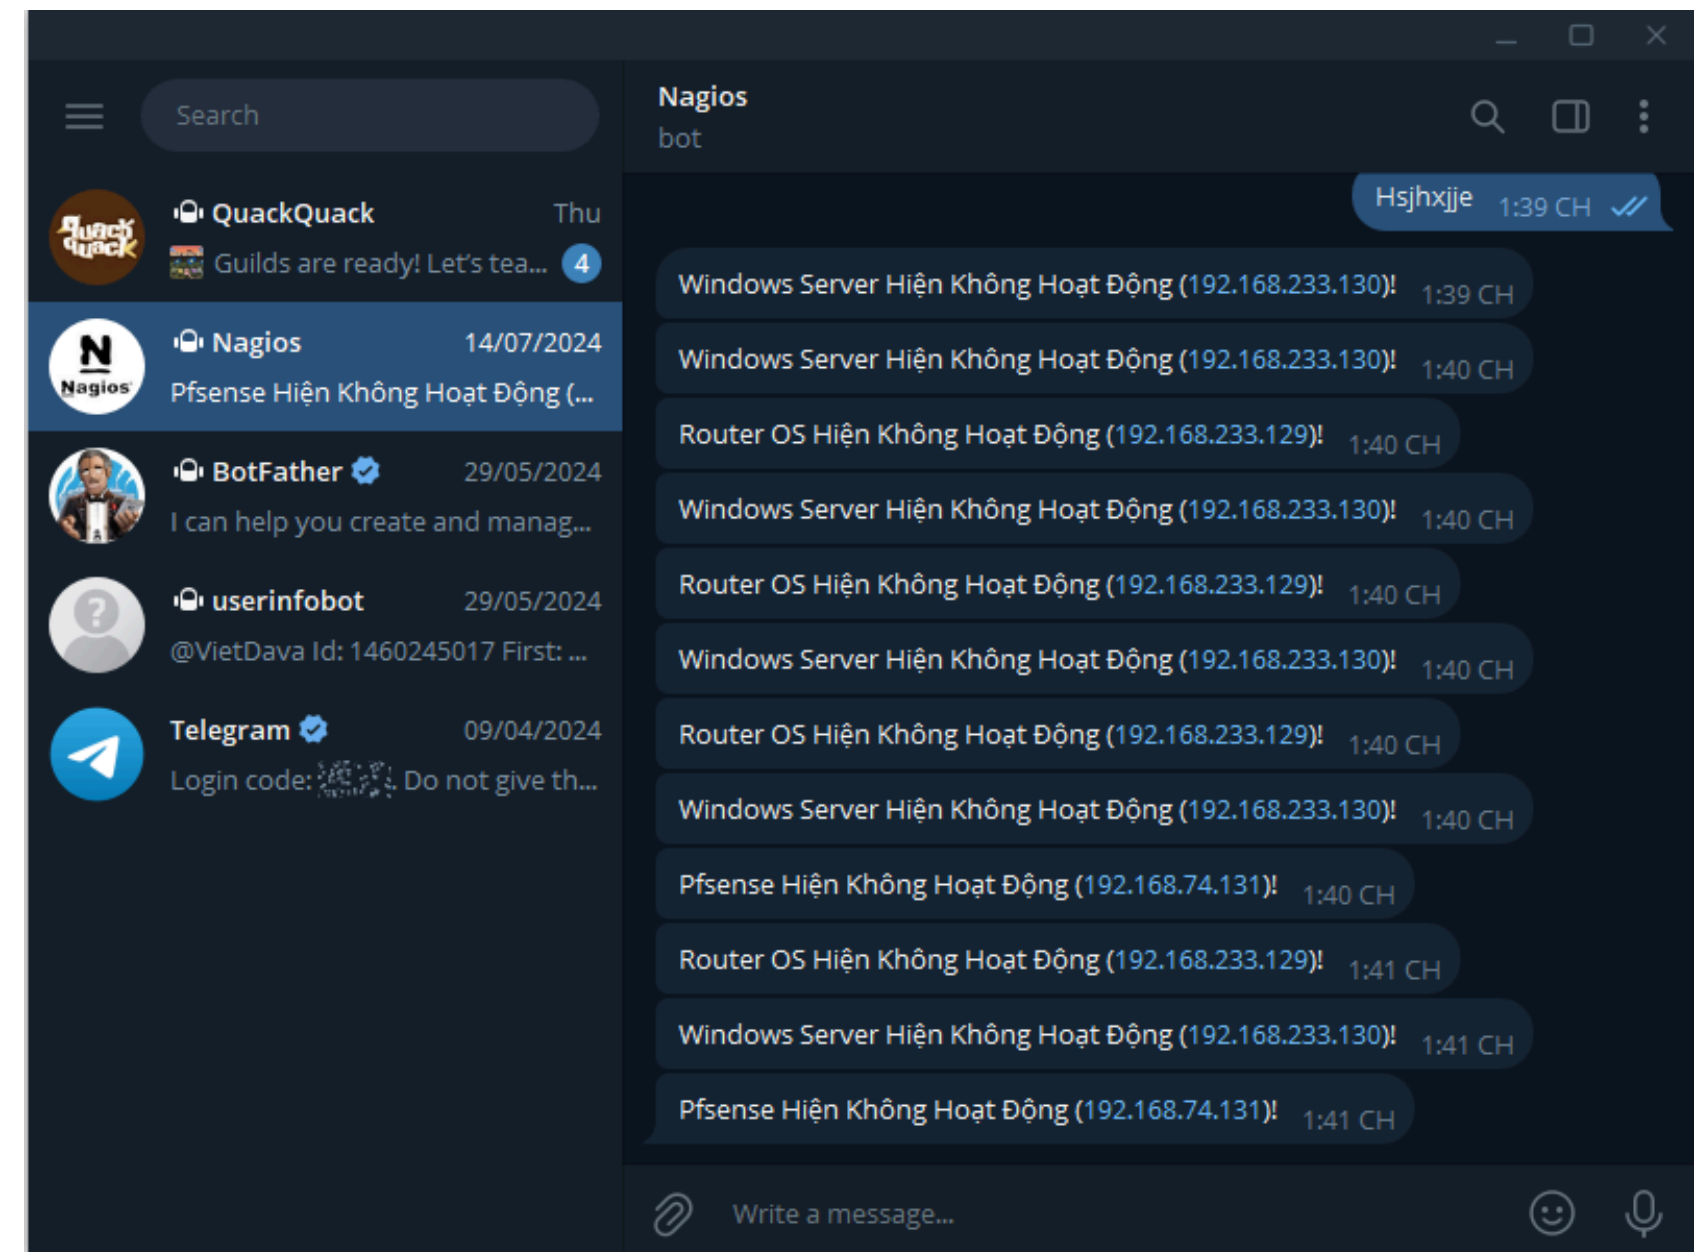 Search
quack
quack
QuackQuack Thu
Guilds are ready! Let's tea... 4
N
Nagios
Nagios 14/07/2024
Pfsense Hiện Không Hoạt Động (...
BotFather 29/05/2024
I can help you create and manag...
?
userinfobot 29/05/2024
@VietDava Id: 1460245017 First: ...
Telegram 09/04/2024
Login code: . Do not give th...
Nagios
bot
Hsjhxjje 1:39 CH
Windows Server Hiện Không Hoạt Động (192.168.233.130)! 1:39 CH
Windows Server Hiện Không Hoạt Động (192.168.233.130)! 1:40 CH
Router OS Hiện Không Hoạt Động (192.168.233.129)! 1:40 CH
Windows Server Hiện Không Hoạt Động (192.168.233.130)! 1:40 CH
Router OS Hiện Không Hoạt Động (192.168.233.129)! 1:40 CH
Windows Server Hiện Không Hoạt Động (192.168.233.130)! 1:40 CH
Router OS Hiện Không Hoạt Động (192.168.233.129)! 1:40 CH
Windows Server Hiện Không Hoạt Động (192.168.233.130)! 1:40 CH
Pfsense Hiện Không Hoạt Động (192.168.74.131)! 1:40 CH
Router OS Hiện Không Hoạt Động (192.168.233.129)! 1:41 CH
Windows Server Hiện Không Hoạt Động (192.168.233.130)! 1:41 CH
Pfsense Hiện Không Hoạt Động (192.168.74.131)! 1:41 CH
Write a message...